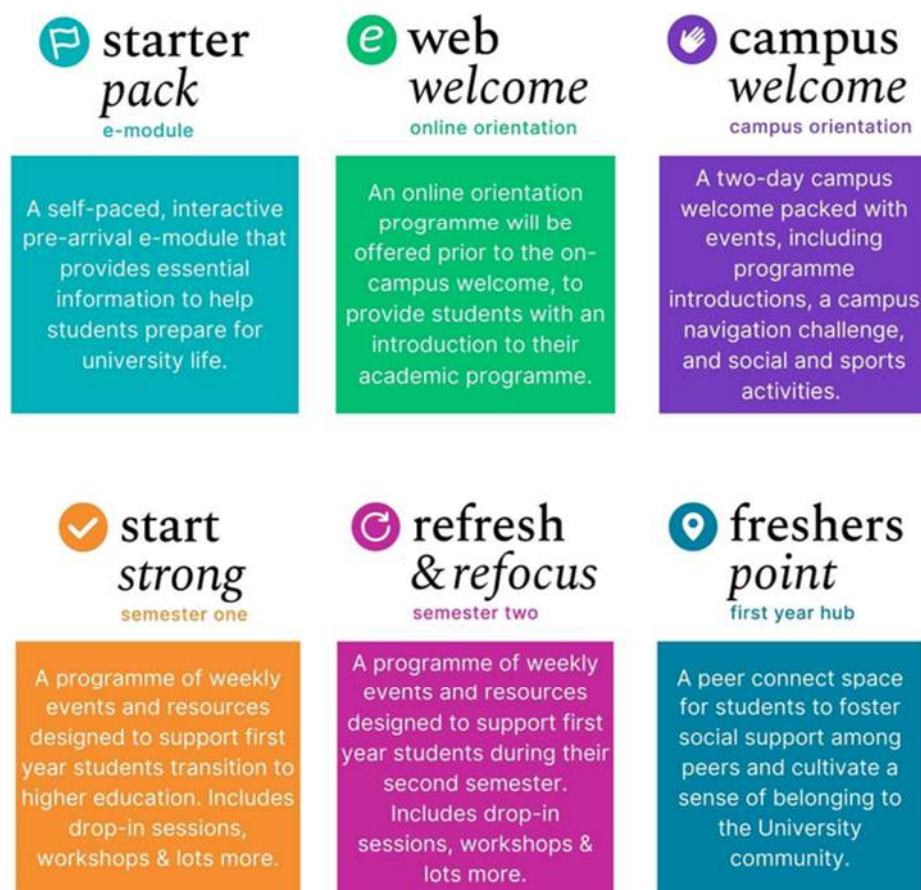 starter
pack
e-module
A self-paced, interactive
pre-arrival e-module that
provides essential
information to help
students prepare for
university life.
e web
welcome
online orientation
An online orientation
programme will be
offered prior to the on-
campus welcome, to
provide students with an
introduction to their
academic programme.
campus
welcome
campus orientation
A two-day campus
welcome packed with
events, including
programme
introductions, a campus
navigation challenge,
and social and sports
activities.
start
strong
semester one
A programme of weekly
events and resources
designed to support first
year students transition to
higher education. Includes
drop-in sessions,
workshops & lots more.
refresh
& refocus
semester two
A programme of weekly
events and resources
designed to support first
year students during their
second semester.
Includes drop-in
sessions, workshops &
lots more.
freshers
point
first year hub
A peer connect space
for students to foster
social support among
peers and cultivate a
sense of belonging to
the University
community.